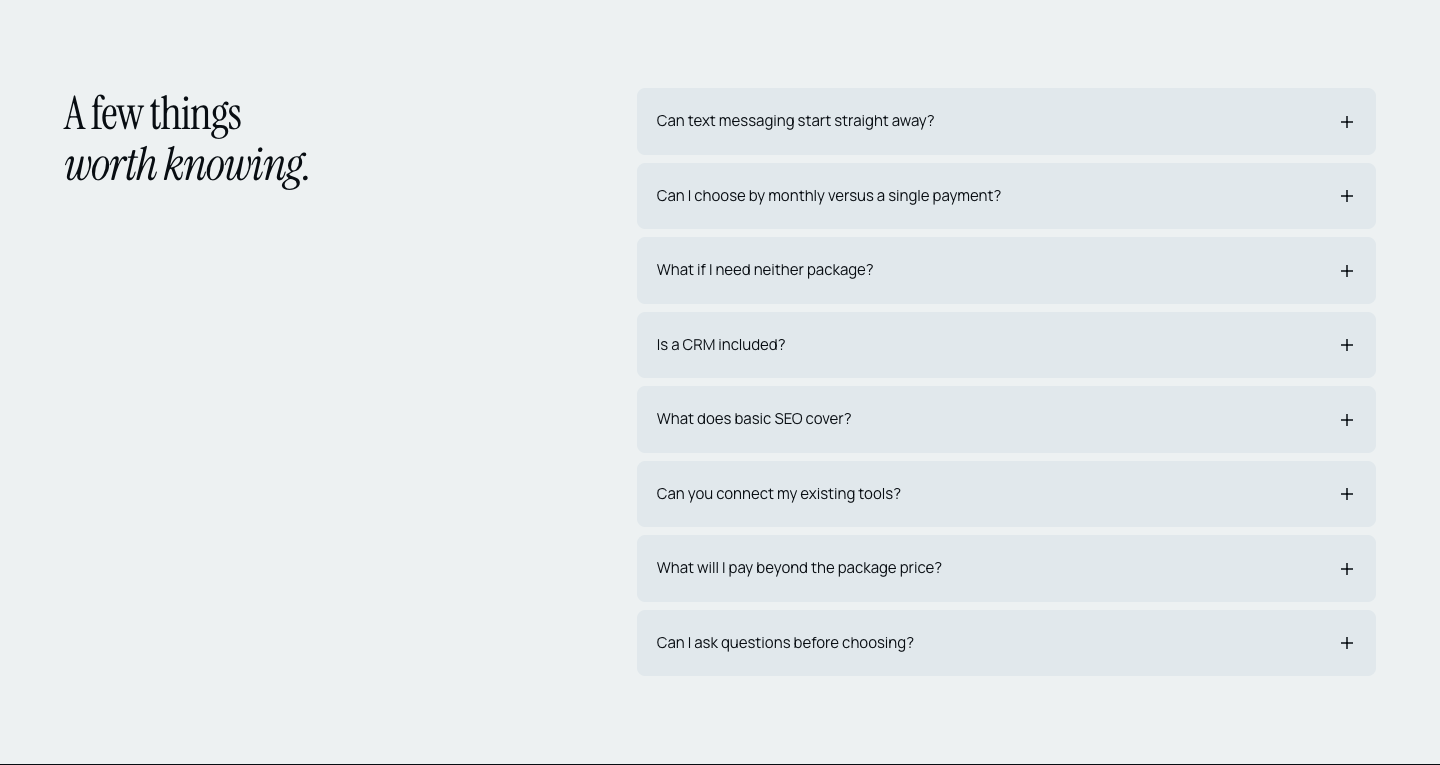 A few things
worth knowing.
Can text messaging start straight away?
Can I choose by monthly versus a single payment?
What if I need neither package?
Is a CRM included?
What does basic SEO cover?
Can you connect my existing tools?
What will I pay beyond the package price?
Can I ask questions before choosing?